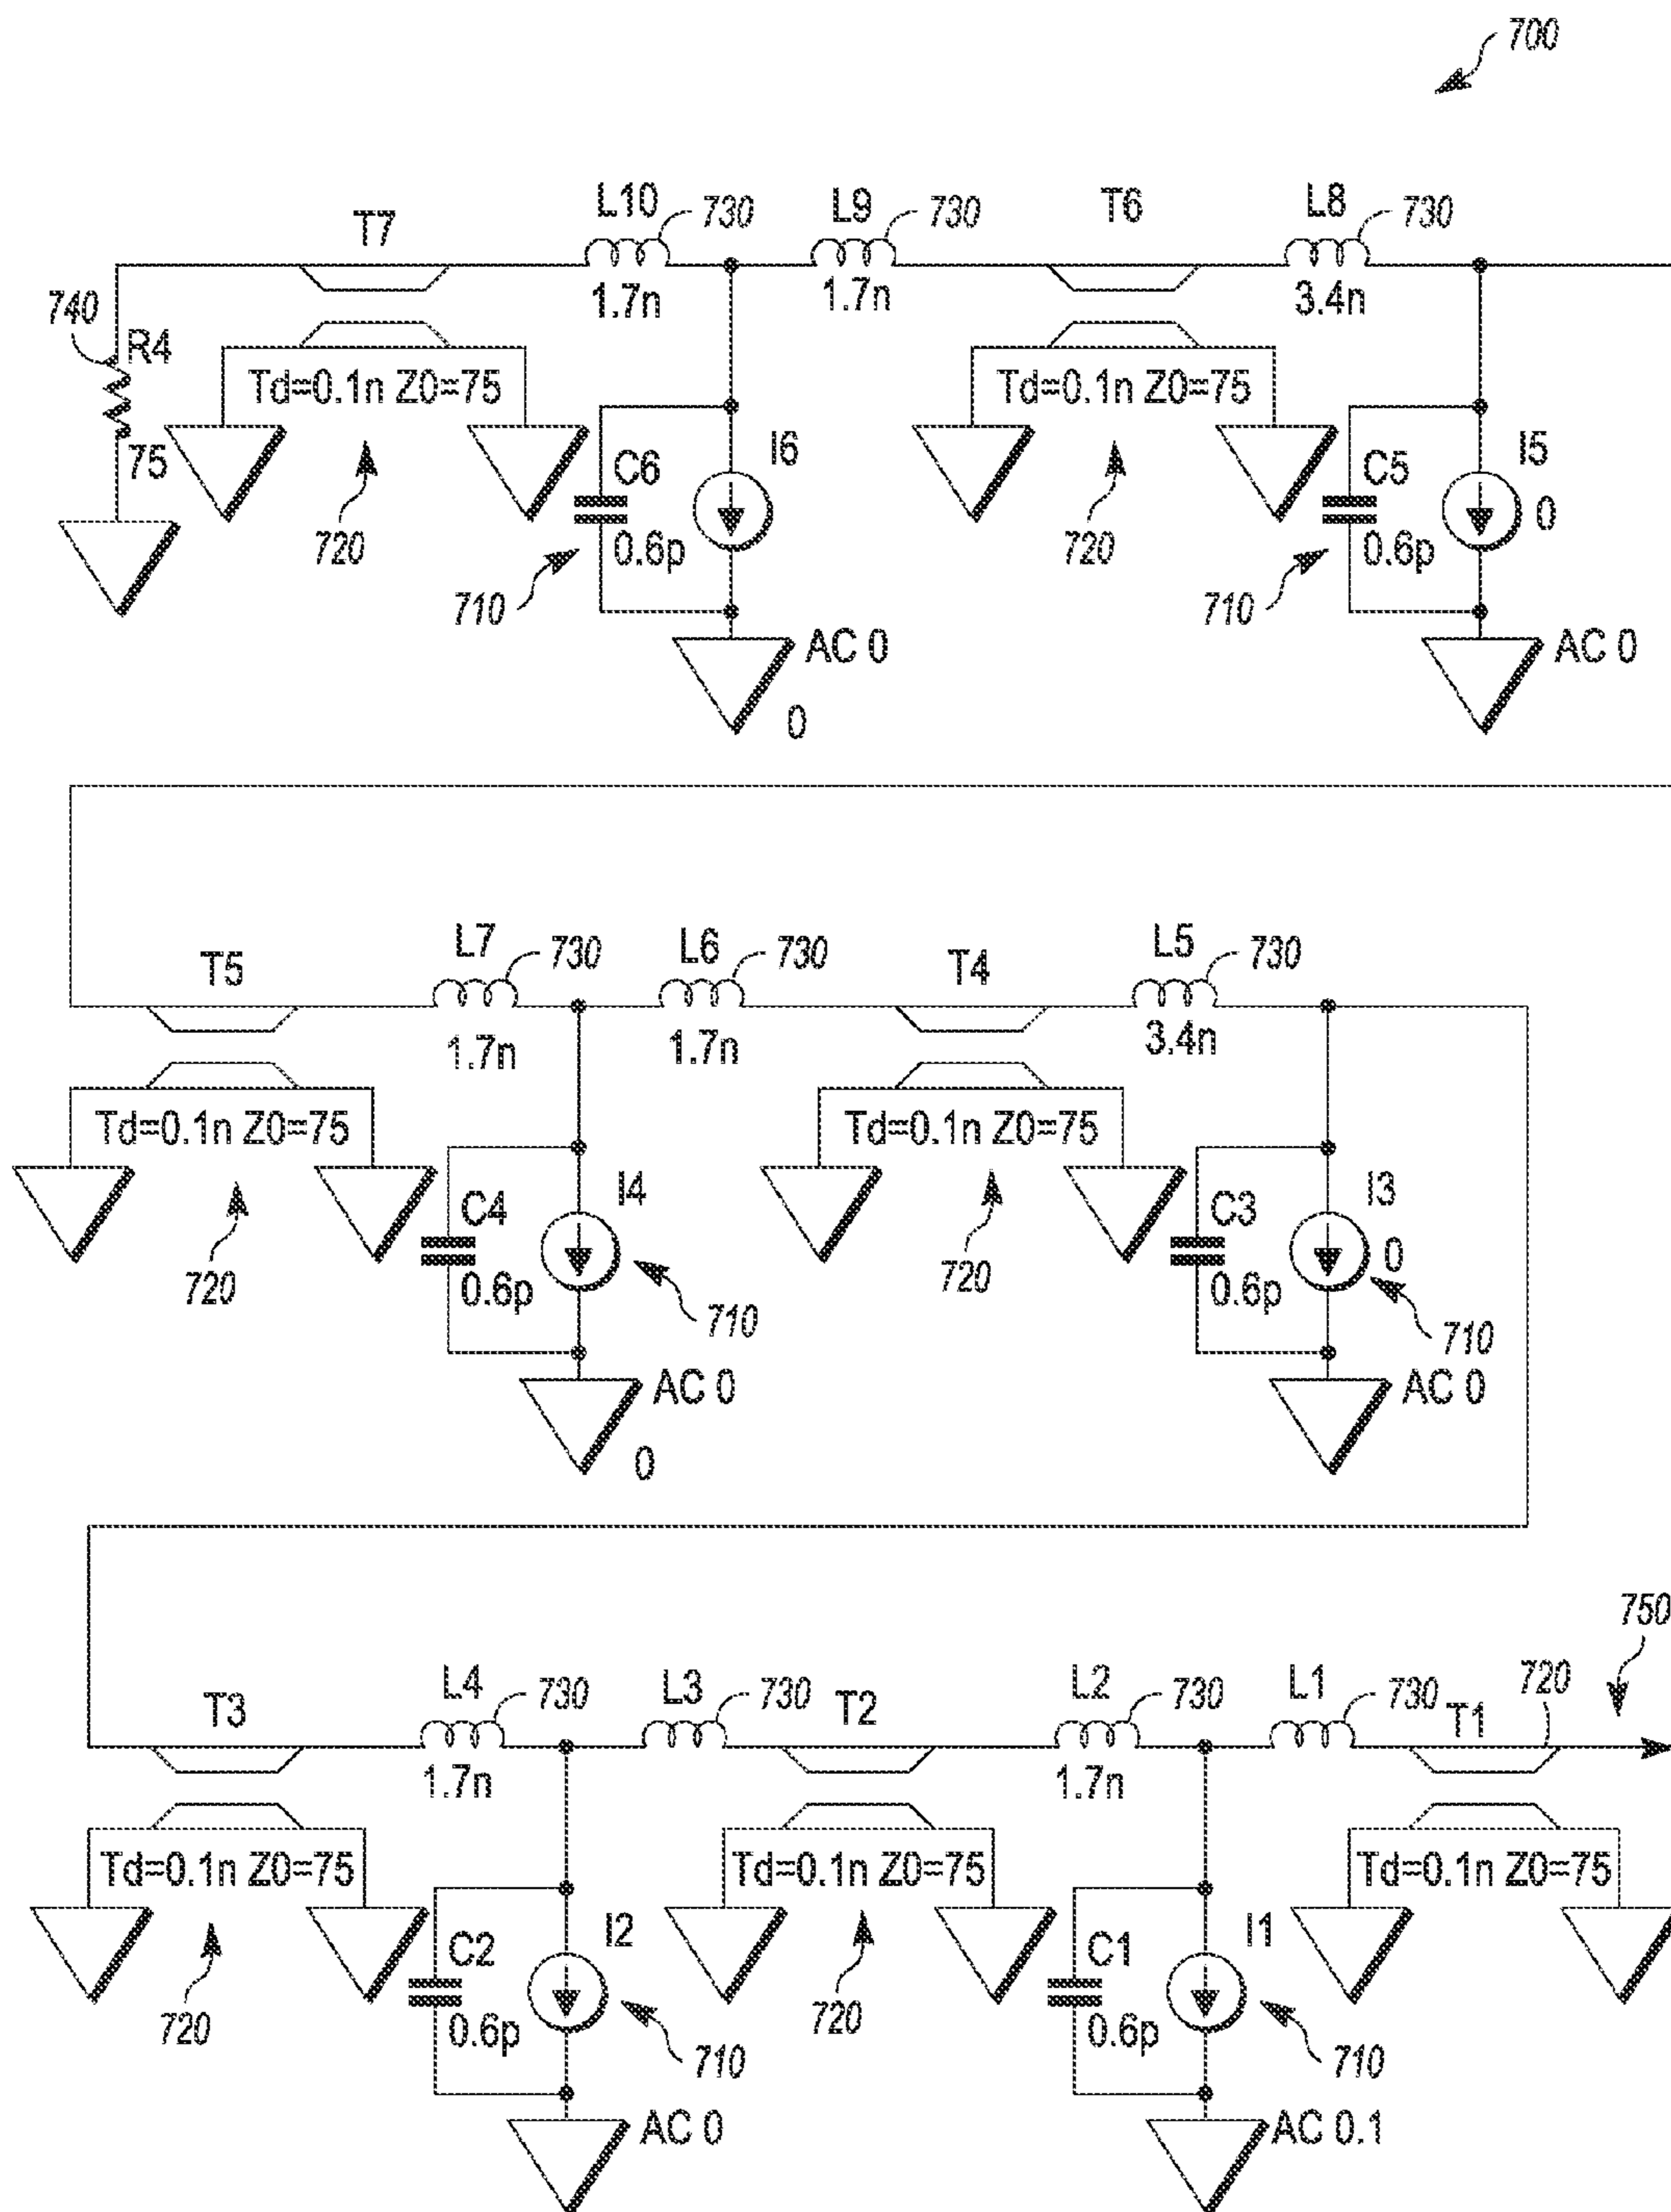 700
L10 730 L9 730 T6 L8 730
T7
1.7n 1.7n 3.4n
740 R4
Td=0.1n Z0=75 Td=0.1n Z0=75
75 C6 I6 C5 I5
0
720 0.6p 720 0.6p
710 710
AC 0 AC 0
0
L7 730 L6 730 T4 L5 730
T5
1.7n 1.7n 3.4n
Td=0.1n Z0=75 Td=0.1n Z0=75
C4 I4 C3 I3
0
720 0.6p 720 0.6p
710 710
AC 0 AC 0
0
750
L4 730 L3 730 T2 L2 730 L1 730 T1 720
T3
1.7n 1.7n
Td=0.1n Z0=75 Td=0.1n Z0=75 Td=0.1n Z0=75
C2 I2 C1 I1
720 0.6p 720 0.6p
710 710
AC 0 AC 0.1